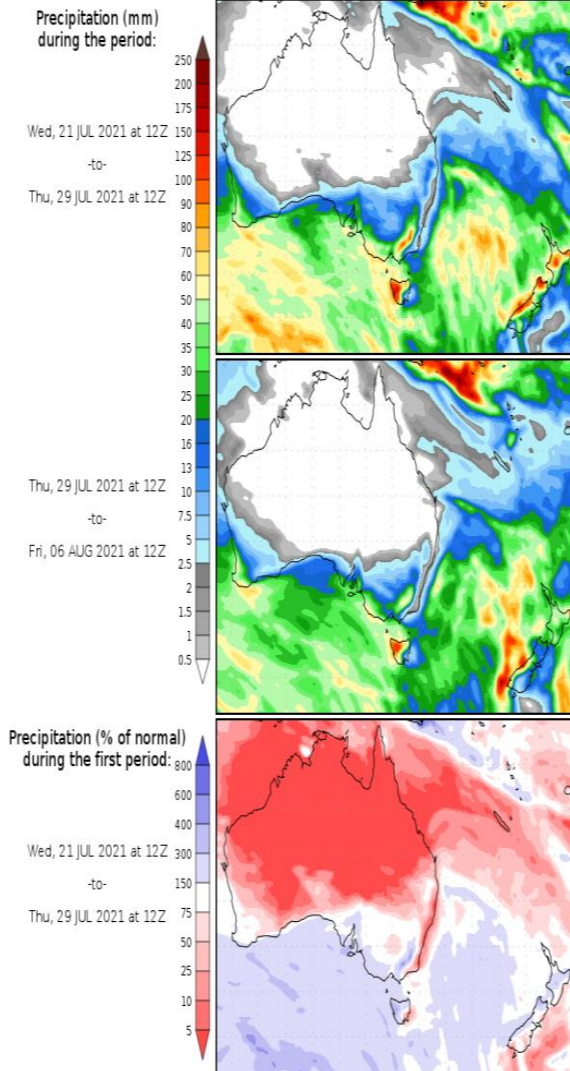 Precipitation (mm)
during the period:
250
200
175
150
125
100
90
80
70
60
50
40
35
30
25
20
16
13
10
7.5
5
2.5
2
1.5
1
0.5
Wed, 21 JUL 2021 at 12Z
-to-
Thu, 29 JUL 2021 at 12Z
Thu, 29 JUL 2021 at 12Z
-to-
Fri, 06 AUG 2021 at 12Z
Precipitation (% of normal)
during the first period:
800
600
400
300
150
75
50
25
10
5
Wed, 21 JUL 2021 at 12Z
-to-
Thu, 29 JUL 2021 at 12Z